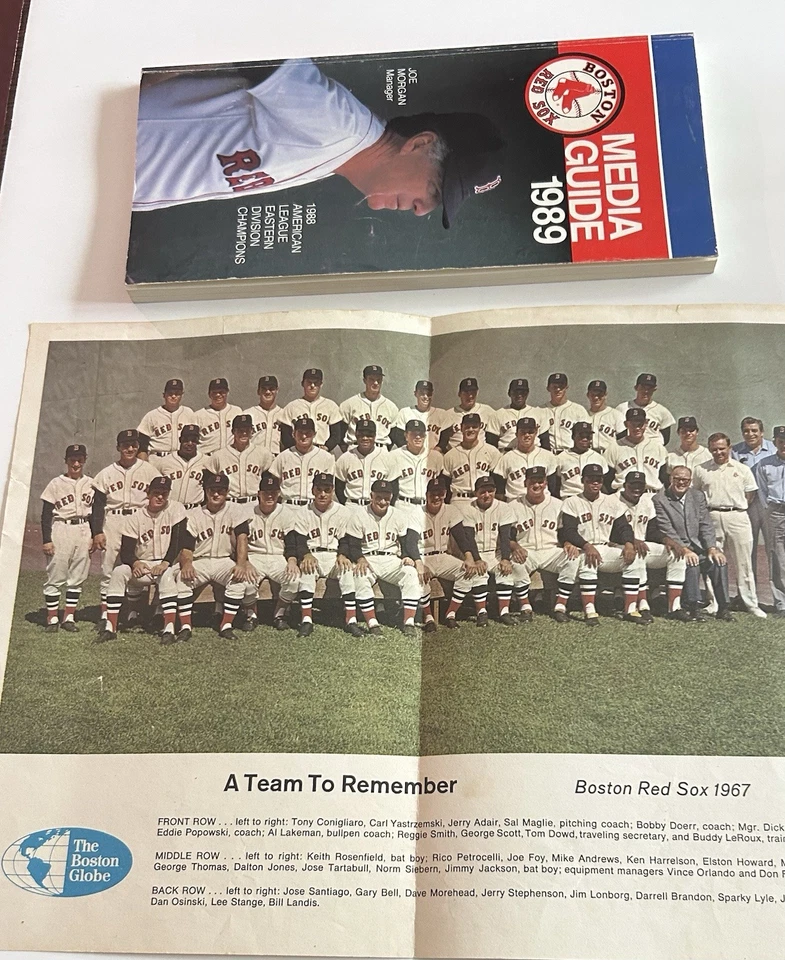 MEDIA
GUIDE
1989
BOSTON
RED SOX
JOE
MORGAN
Manager
1988
AMERICAN
LEAGUE
EASTERN
DIVISION
CHAMPIONS
A Team To Remember
Boston Red Sox 1967
The
Boston
Globe
FRONT ROW . . . left to right: Tony Conigliaro, Carl Yastrzemski, Jerry Adair, Sal Maglie, pitching coach; Bobby Doerr, coach; Mgr. Dick
Eddie Popowski, coach; Al Lakeman, bullpen coach; Reggie Smith, George Scott, Tom Dowd, traveling secretary, and Buddy LeRoux,
MIDDLE ROW . . . left to right: Keith Rosenfield, bat boy; Rico Petrocelli, Joe Foy, Mike Andrews, Ken Harrelson, Elston Howard,
George Thomas, Dalton Jones, Jose Tartabull, Norm Siebern, Jimmy Jackson, bat boy; equipment managers Vince Orlando and Don
BACK ROW . . . left to right: Jose Santiago, Gary Bell, Dave Morehead, Jerry Stephenson, Jim Lonborg, Darrell Brandon, Sparky Lyle,
Dan Osinski, Lee Stange, Bill Landis.